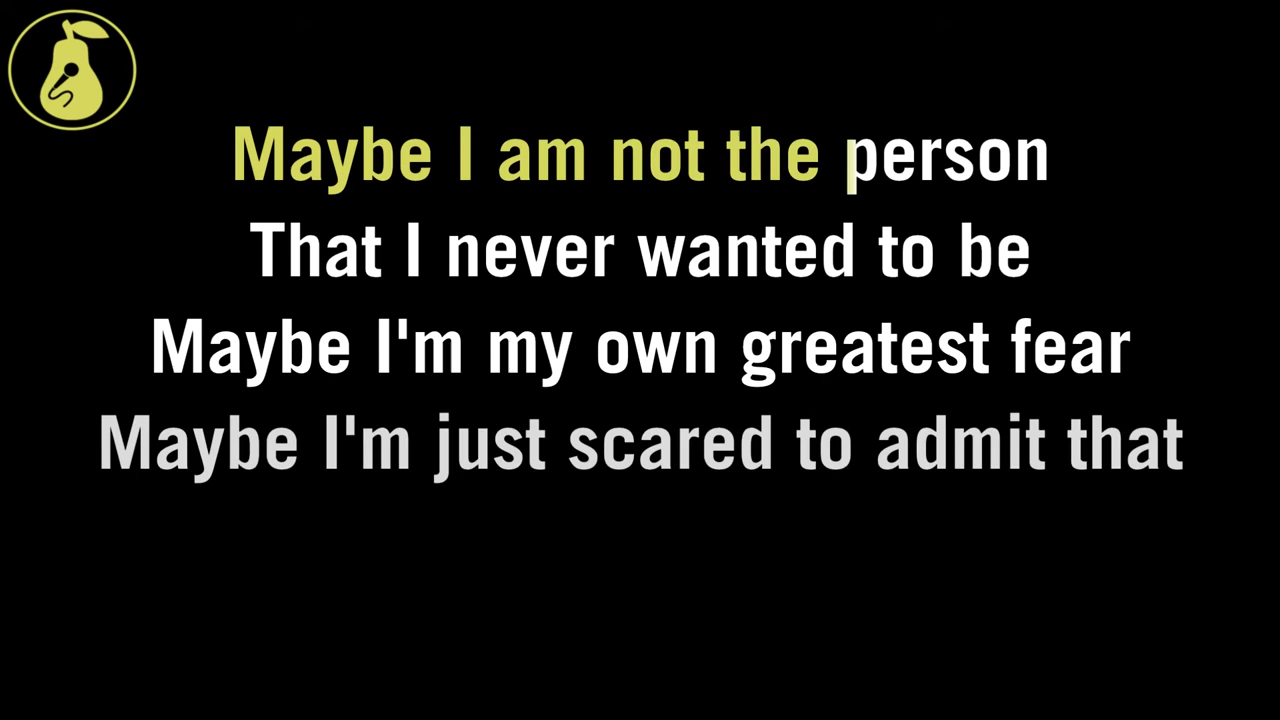 Maybe I am not the person
That I never wanted to be
Maybe I'm my own greatest fear
Maybe I'm just scared to admit that